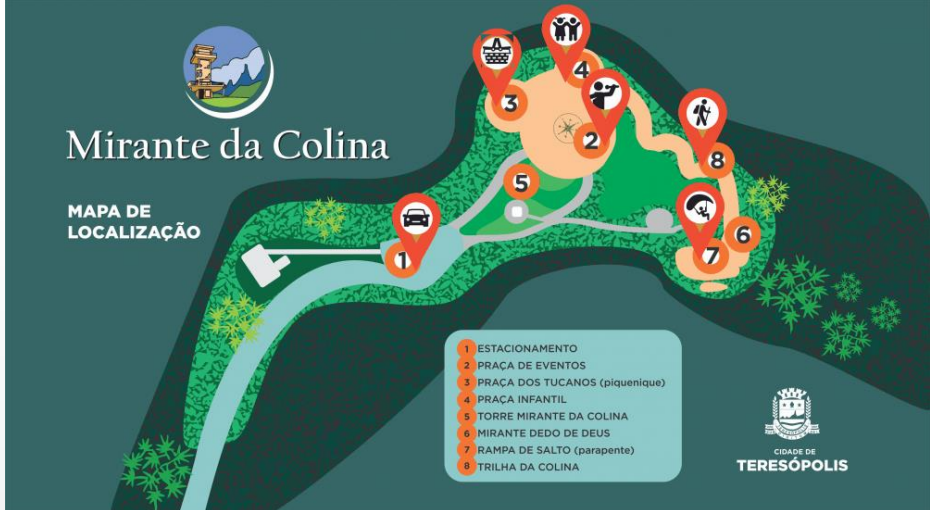 Mirante da Colina
MAPA DE
LOCALIZAÇÃO
3
4
2
8
5
1
6
7
1 ESTACIONAMENTO
2 PRAÇA DE EVENTOS
3 PRAÇA DOS TUCANOS (piquenique)
4 PRAÇA INFANTIL
5 TORRE MIRANTE DA COLINA
6 MIRANTE DEDO DE DEUS
7 RAMPA DE SALTO (parapente)
8 TRILHA DA COLINA
CIDADE DE
TERESÓPOLIS